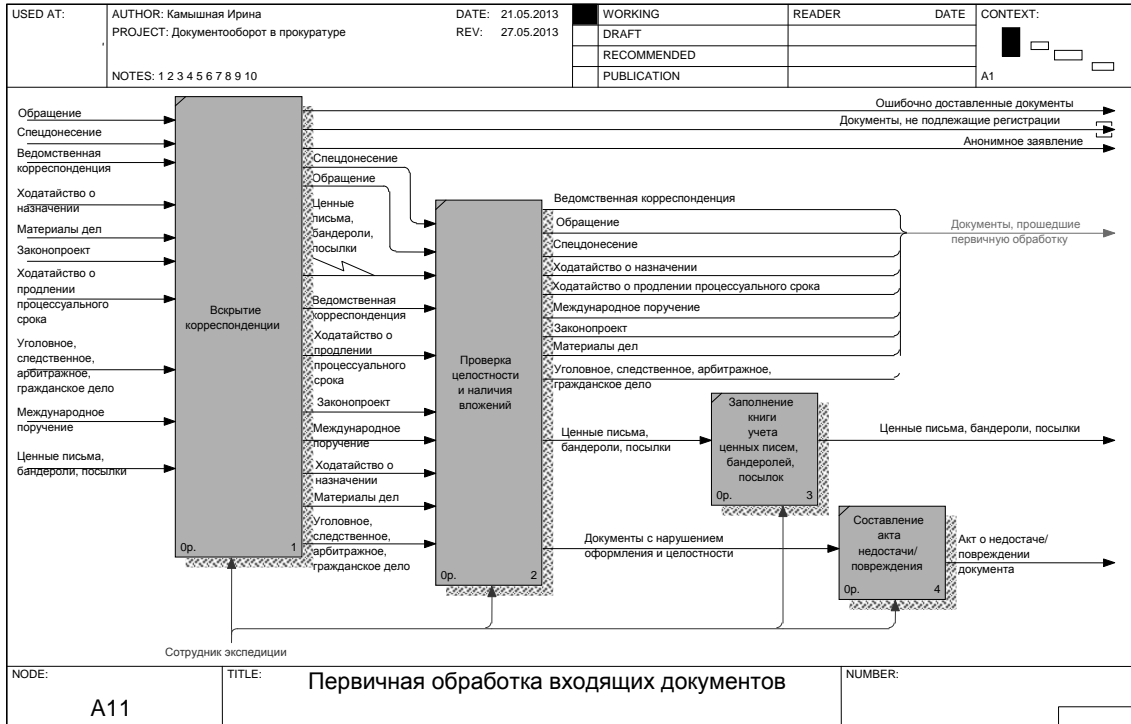 USED AT:
AUTHOR: Камышная Ирина
DATE: 21.05.2013
PROJECT: Документооборот в прокуратуре
REV: 27.05.2013
NOTES: 1 2 3 4 5 6 7 8 9 10
WORKING
DRAFT
RECOMMENDED
PUBLICATION
READER
DATE
CONTEXT:
A1
Обращение
Спецдонесение
Ведомственная
корреспонденция
Ходатайство о
назначении
Материалы дел
Законопроект
Ходатайство о
продлении
процессуального
срока
Уголовное,
следственное,
арбитражное,
гражданское дело
Международное
поручение
Ценные письма,
бандероли, посылки
Вскрытие
корреспонденции
0р.
1
Ошибочно доставленные документы
Документы, не подлежащие регистрации
Анонимное заявление
Спецдонесение
Обращение
Ценные
письма,
бандероли,
посылки
Ведомственная
корреспонденция
Ходатайство о
продлении
процессуального
срока
Законопроект
Международное
поручение
Ходатайство о
назначении
Материалы дел
Уголовное,
следственное,
арбитражное,
гражданское дело
Проверка
целостности
и наличия
вложений
0р.
2
Ведомственная корреспонденция
Обращение
Спецдонесение
Ходатайство о назначении
Ходатайство о продлении процессуального срока
Международное поручение
Законопроект
Материалы дел
Уголовное, следственное, арбитражное,
гражданское дело
Документы, прошедшие
первичную обработку
Ценные письма,
бандероли, посылки
Заполнение
книги
учета
ценных писем,
бандеролей,
посылок
0р.
3
Ценные письма, бандероли, посылки
Документы с нарушением
оформления и целостности
Составление
акта
недостачи/
повреждения
0р.
4
Акт о недостаче/
повреждении
документа
Сотрудник экспедиции
NODE:
A11
TITLE:
Первичная обработка входящих документов
NUMBER: